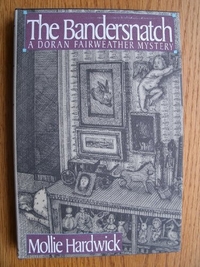 The Bandersnatch
A DORAN FAIRWEATHER MYSTERY
Mollie Hardwick